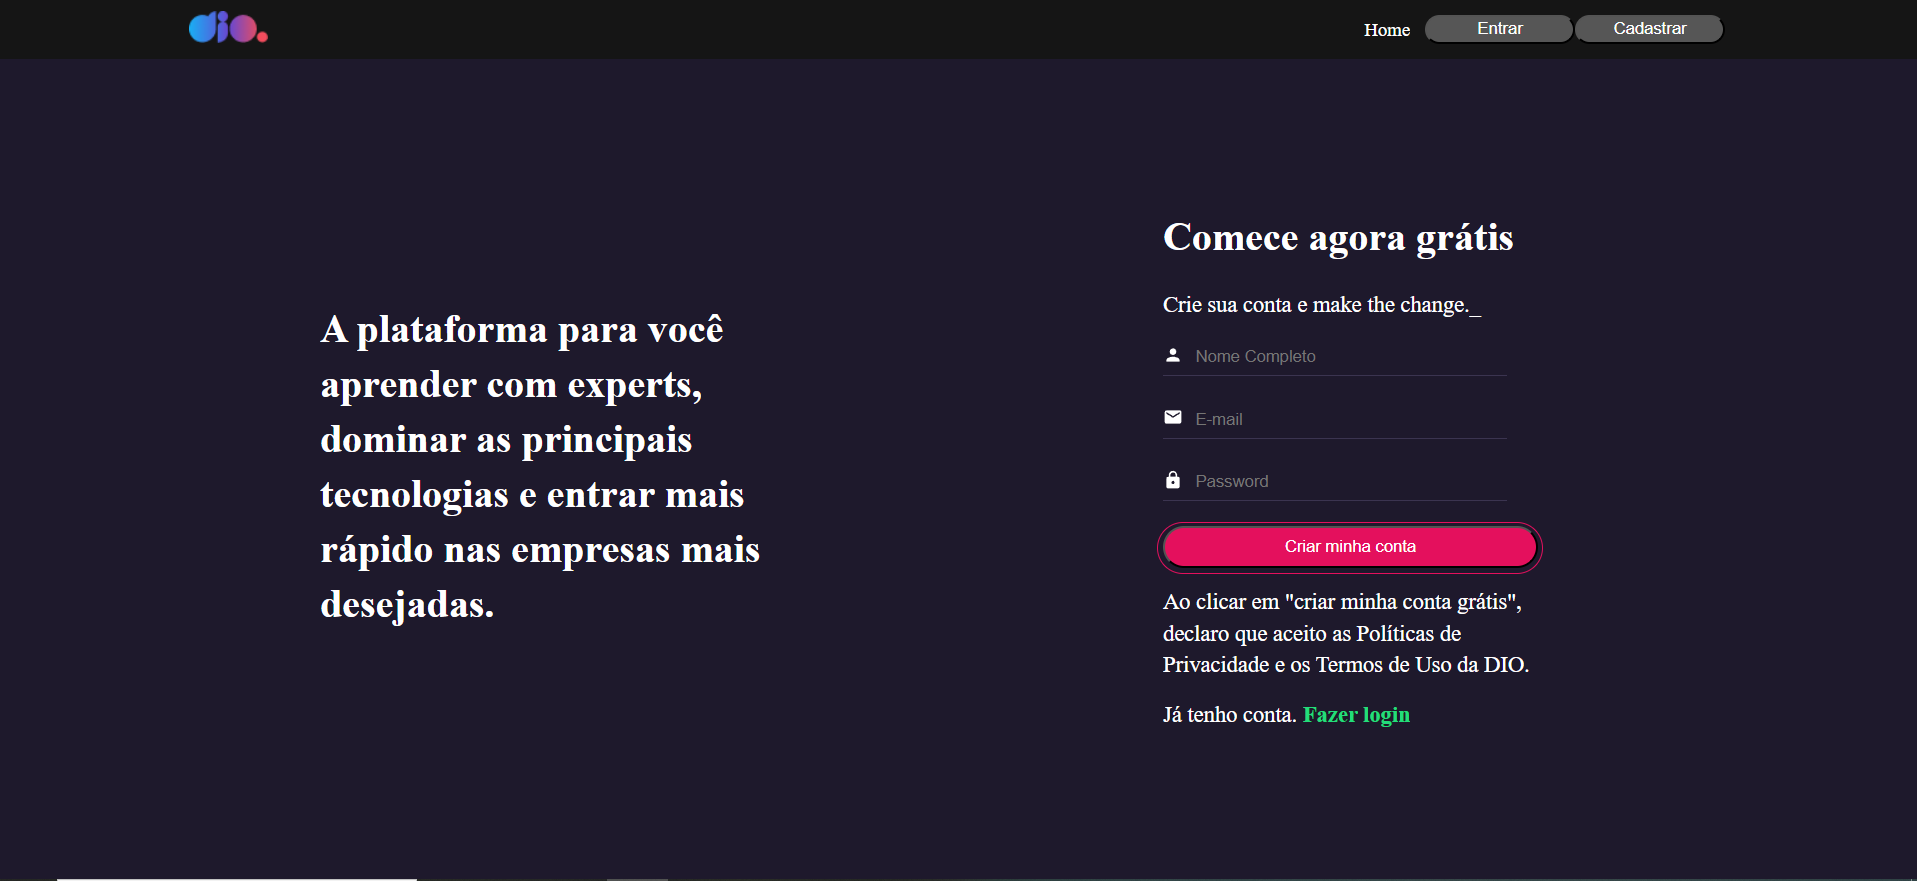 dio.
Home
Entrar
Cadastrar
A plataforma para você
aprender com experts,
dominar as principais
tecnologias e entrar mais
rápido nas empresas mais
desejadas.
Comece agora grátis
Crie sua conta e make the change._
Nome Completo
E-mail
Password
Criar minha conta
Ao clicar em "criar minha conta grátis",
declaro que aceito as Políticas de
Privacidade e os Termos de Uso da DIO.
Já tenho conta. Fazer login